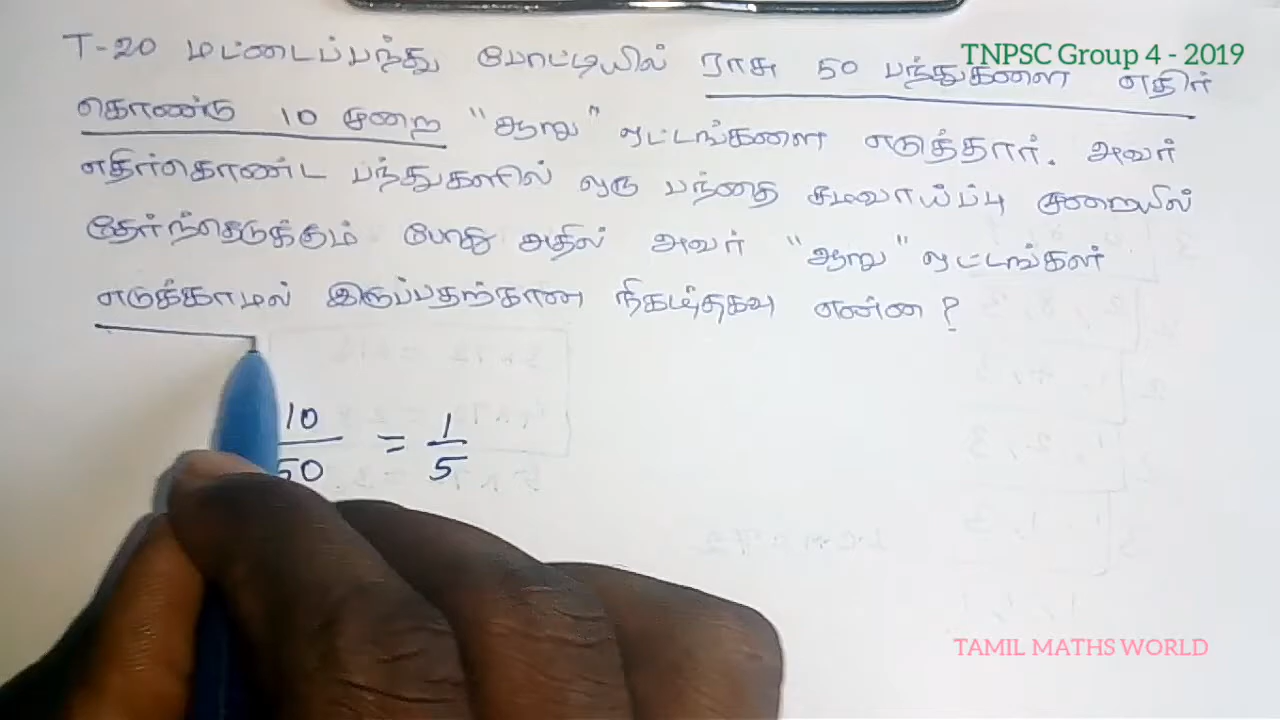 T-20 மட்டைப்பந்து போட்டியில் ராசு 50 பந்துகளை எதிர்
TNPSC Group 4 - 2019
கொண்டு 10 முறை "ஆறு" ஓட்டங்களை எடுத்தார். அவர்
எதிர்கொண்ட பந்துகளில் ஒரு பந்தை சமவாய்ப்பு முறையில்
தேர்ந்தெடுக்கும் போது அதில் அவர் "ஆறு" ஓட்டங்கள்
எடுக்காமல் இருப்பதற்கான நிகழ்தகவு என்ன?
10/50 = 1/5
TAMIL MATHS WORLD